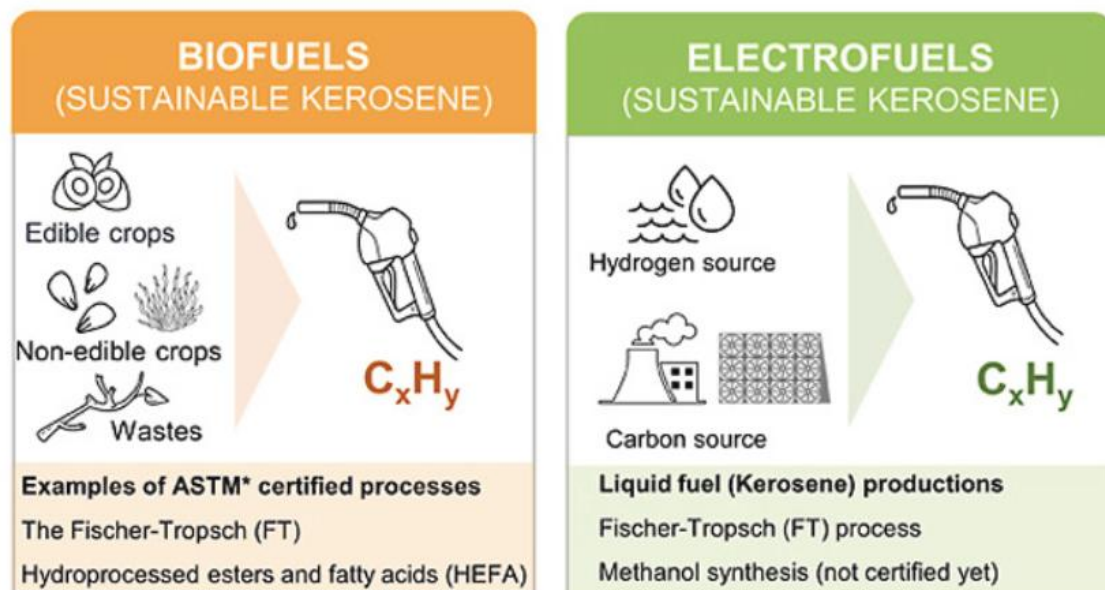 BIOFUELS
(SUSTAINABLE KEROSENE)
Edible crops
Non-edible crops
Wastes
CxHy
Examples of ASTM* certified processes
The Fischer-Tropsch (FT)
Hydroprocessed esters and fatty acids (HEFA)
ELECTROFUELS
(SUSTAINABLE KEROSENE)
Hydrogen source
Carbon source
CxHy
Liquid fuel (Kerosene) productions
Fischer-Tropsch (FT) process
Methanol synthesis (not certified yet)